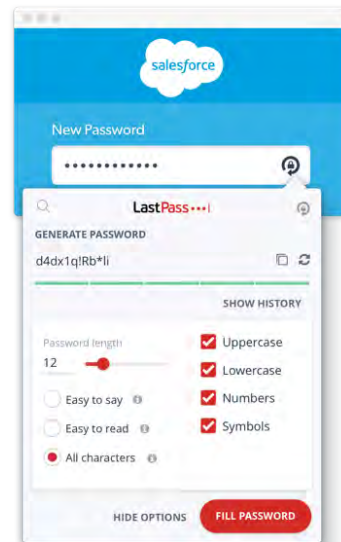 salesforce
New Password
LastPass
GENERATE PASSWORD
d4dx1q!Rb*li
SHOW HISTORY
Password length
12
Easy to say
Easy to read
All characters
Uppercase
Lowercase
Numbers
Symbols
HIDE OPTIONS
FILL PASSWORD